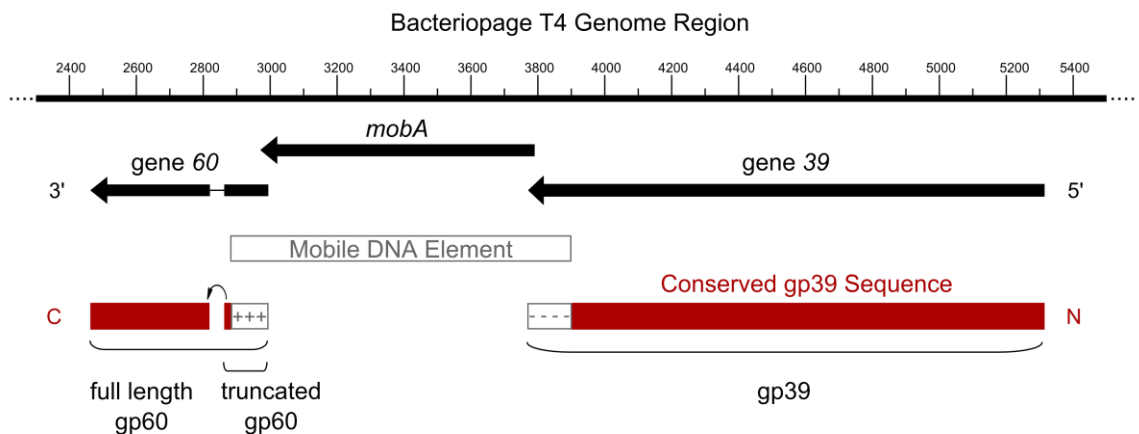 Bacteriopage T4 Genome Region
2400 2600 2800 3000 3200 3400 3600 3800 4000 4200 4400 4600 4800 5000 5200 5400
mobA
gene 60
gene 39
3'
5'
Mobile DNA Element
Conserved gp39 Sequence
C
+++
- - - -
N
full length
gp60
truncated
gp60
gp39